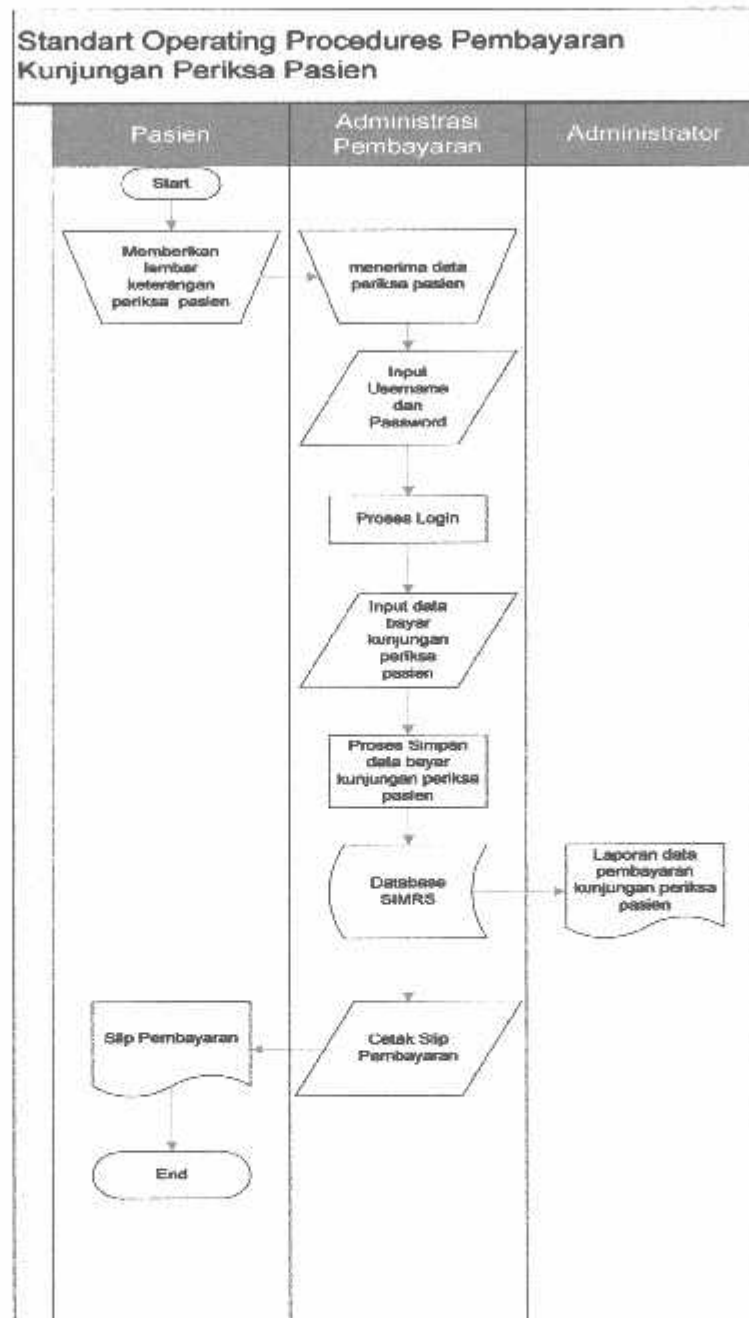 Standart Operating Procedures Pembayaran
Kunjungan Periksa Pasien
Pasien
Administrasi
Pembayaran
Administrator
Start
Memberikan
lembar
keterangan
periksa pasien
menerima data
periksa pasien
Input
Username
dan
Password
Proses Login
Input data
bayar
kunjungan
periksa
pasien
Proses Simpan
data bayar
kunjungan periksa
pasien
Database
SIMRS
Laporan data
pembayaran
kunjungan periksa
pasien
Slip Pembayaran
Cetak Slip
Pembayaran
End